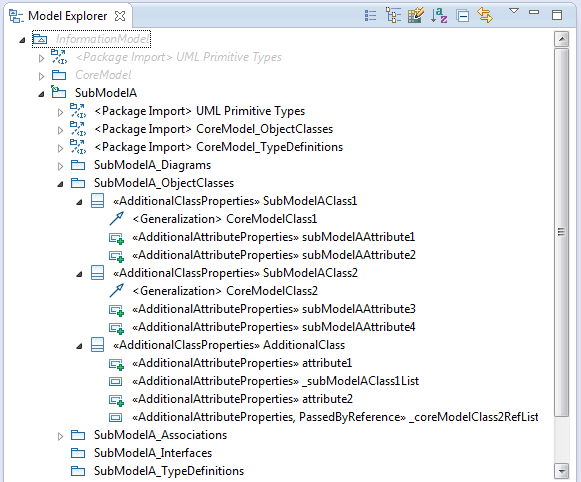 Model Explorer
InformationModel
<Package Import> UML Primitive Types
CoreModel
SubModelA
<Package Import> UML Primitive Types
<Package Import> CoreModel_ObjectClasses
<Package Import> CoreModel_TypeDefinitions
SubModelA_Diagrams
SubModelA_ObjectClasses
«AdditionalClassProperties» SubModelAClass1
<Generalization> CoreModelClass1
«AdditionalAttributeProperties» subModelAAttribute1
«AdditionalAttributeProperties» subModelAAttribute2
«AdditionalClassProperties» SubModelAClass2
<Generalization> CoreModelClass2
«AdditionalAttributeProperties» subModelAAttribute3
«AdditionalAttributeProperties» subModelAAttribute4
«AdditionalClassProperties» AdditionalClass
«AdditionalAttributeProperties» attribute1
«AdditionalAttributeProperties» _subModelAClass1List
«AdditionalAttributeProperties» attribute2
«AdditionalAttributeProperties, PassedByReference» _coreModelClass2RefList
SubModelA_Associations
SubModelA_Interfaces
SubModelA_TypeDefinitions